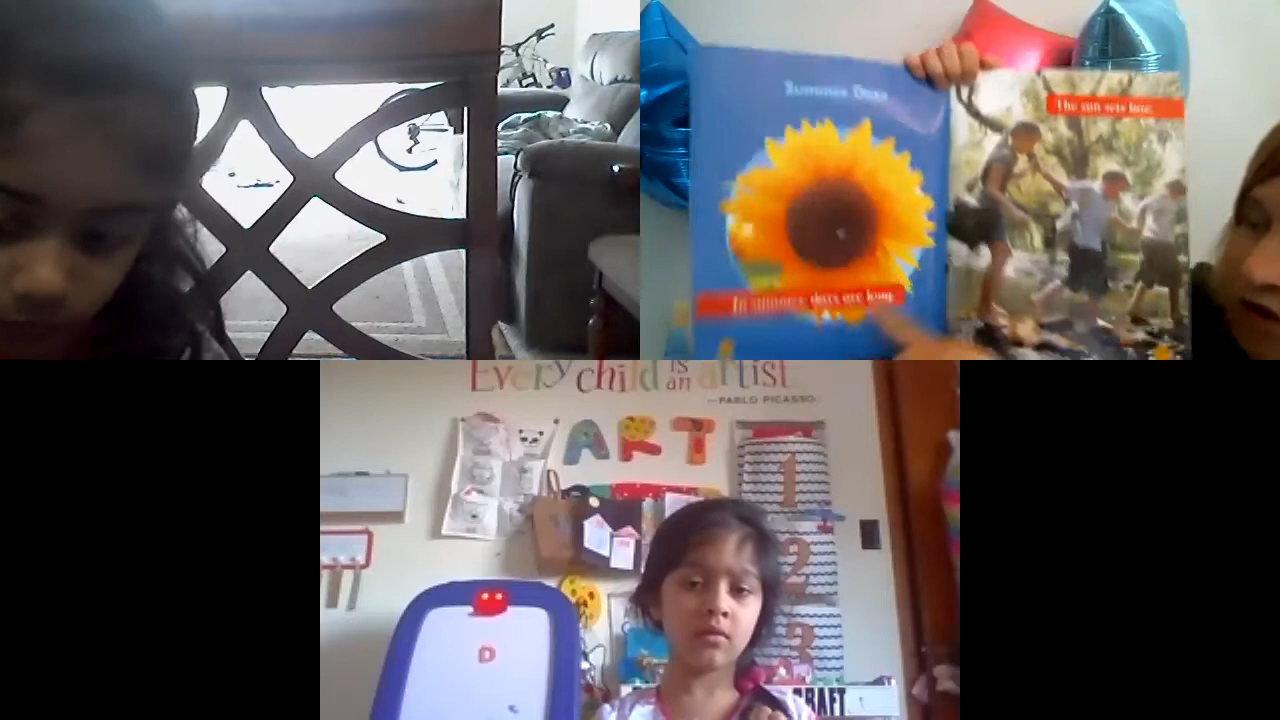 Summer Days
The sun sets late.
In summer days are long.
Every child is an artist.
—PABLO PICASSO
ART
1
2
3
D
CRAFT